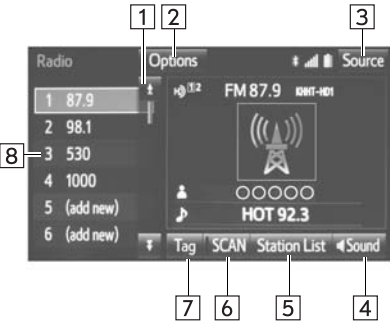 1 2 3
Radio Options Source
FM 87.9 KHHT-HD1
1 87.9
2 98.1
8
3 530
4 1000
5 (add new)
6 (add new)
HOT 92.3
Tag SCAN Station List Sound
7 6 5 4